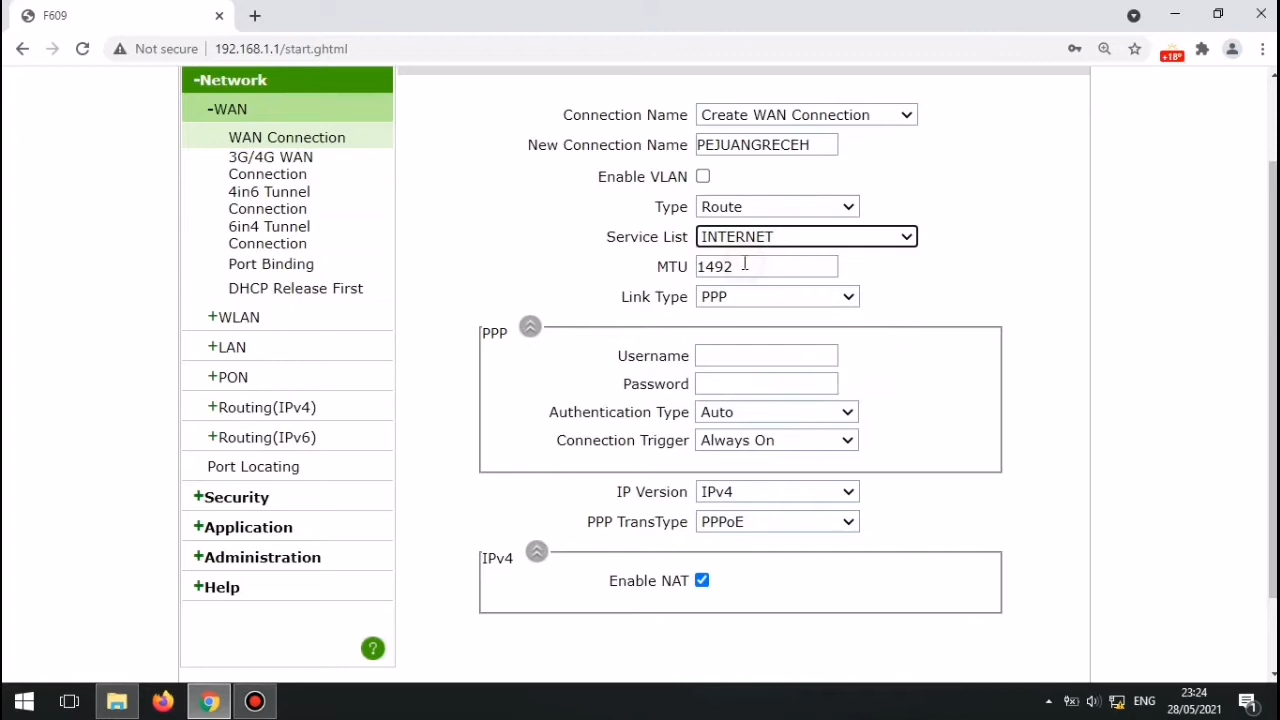 F609
Not secure 192.168.1.1/start.ghtml
+18°
-Network
-WAN
WAN Connection
3G/4G WAN
Connection
4in6 Tunnel
Connection
6in4 Tunnel
Connection
Port Binding
DHCP Release First
+WLAN
+LAN
+PON
+Routing(IPv4)
+Routing(IPv6)
Port Locating
+Security
+Application
+Administration
+Help
?
Connection Name Create WAN Connection
New Connection Name PEJUANGRECEH
Enable VLAN
Type Route
Service List INTERNET
MTU 1492
Link Type PPP
PPP
Username
Password
Authentication Type Auto
Connection Trigger Always On
IP Version IPv4
PPP TransType PPPoE
IPv4
Enable NAT
ENG
23:24
28/05/2021
1